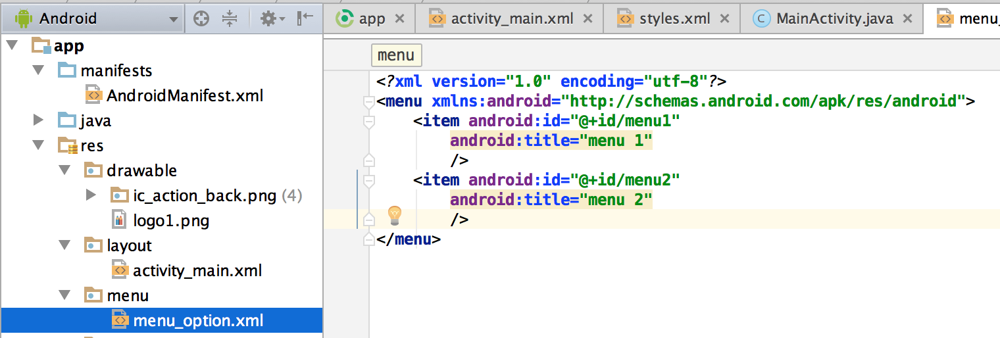 Android
app
manifests
AndroidManifest.xml
java
res
drawable
ic_action_back.png (4)
logo1.png
layout
activity_main.xml
menu
menu_option.xml
app
activity_main.xml
styles.xml
MainActivity.java
menu_
menu
<?xml version="1.0" encoding="utf-8"?>
<menu xmlns:android="http://schemas.android.com/apk/res/android">
<item android:id="@+id/menu1"
android:title="menu 1"
/>
<item android:id="@+id/menu2"
android:title="menu 2"
/>
</menu>